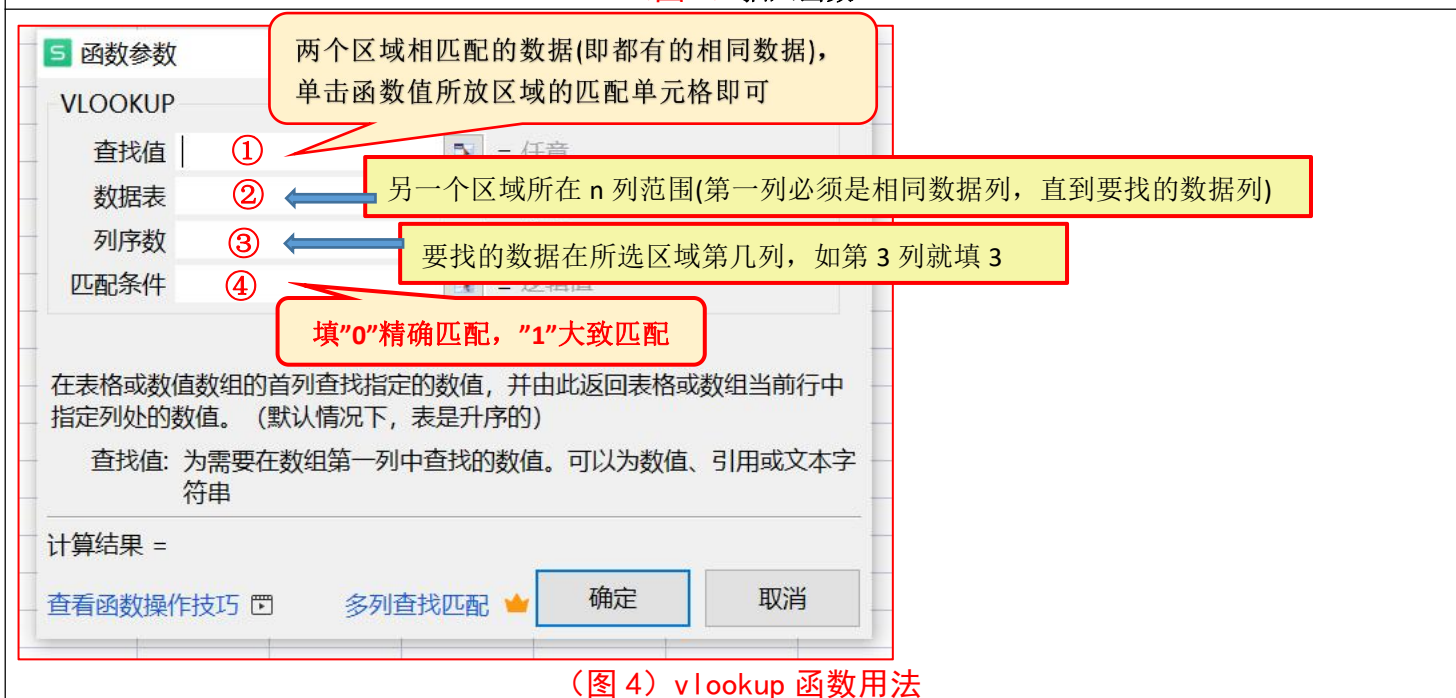 函数参数
两个区域相匹配的数据(即都有的相同数据)，
单击函数值所放区域的匹配单元格即可
VLOOKUP
查找值 ① = 任意
数据表 ② 另一个区域所在 n 列范围(第一列必须是相同数据列，直到要找的数据列)
列序数 ③ 要找的数据在所选区域第几列，如第 3 列就填 3
匹配条件 ④ = 逻辑值
填”0”精确匹配，”1”大致匹配
在表格或数值数组的首列查找指定的数值，并由此返回表格或数组当前行中
指定列处的数值。（默认情况下，表是升序的）
查找值: 为需要在数组第一列中查找的数值。可以为数值、引用或文本字
符串
计算结果 =
查看函数操作技巧 多列查找匹配 确定 取消
（图 4）vlookup 函数用法